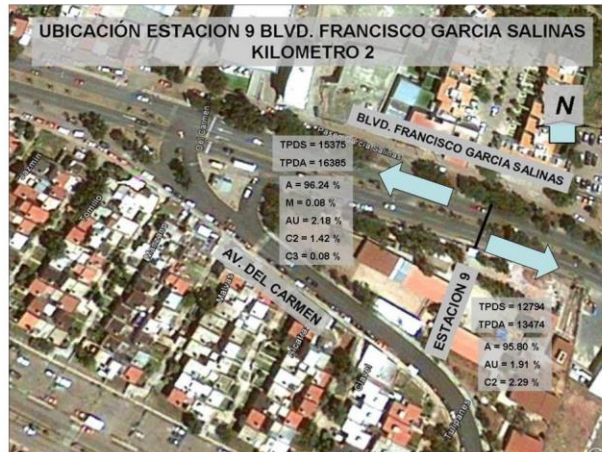 UBICACIÓN ESTACION 9 BLVD. FRANCISCO GARCIA SALINAS
KILOMETRO 2
N
BLVD. FRANCISCO GARCIA SALINAS
TPDS = 15375
TPDA = 16385
A = 96.24 %
M = 0.08 %
AU = 2.18 %
C2 = 1.42 %
C3 = 0.08 %
AV. DEL CARMEN
ESTACION 9
TPDS = 12794
TPDA = 13474
A = 95.80 %
AU = 1.91 %
C2 = 2.29 %
Malvas
Tulipanes